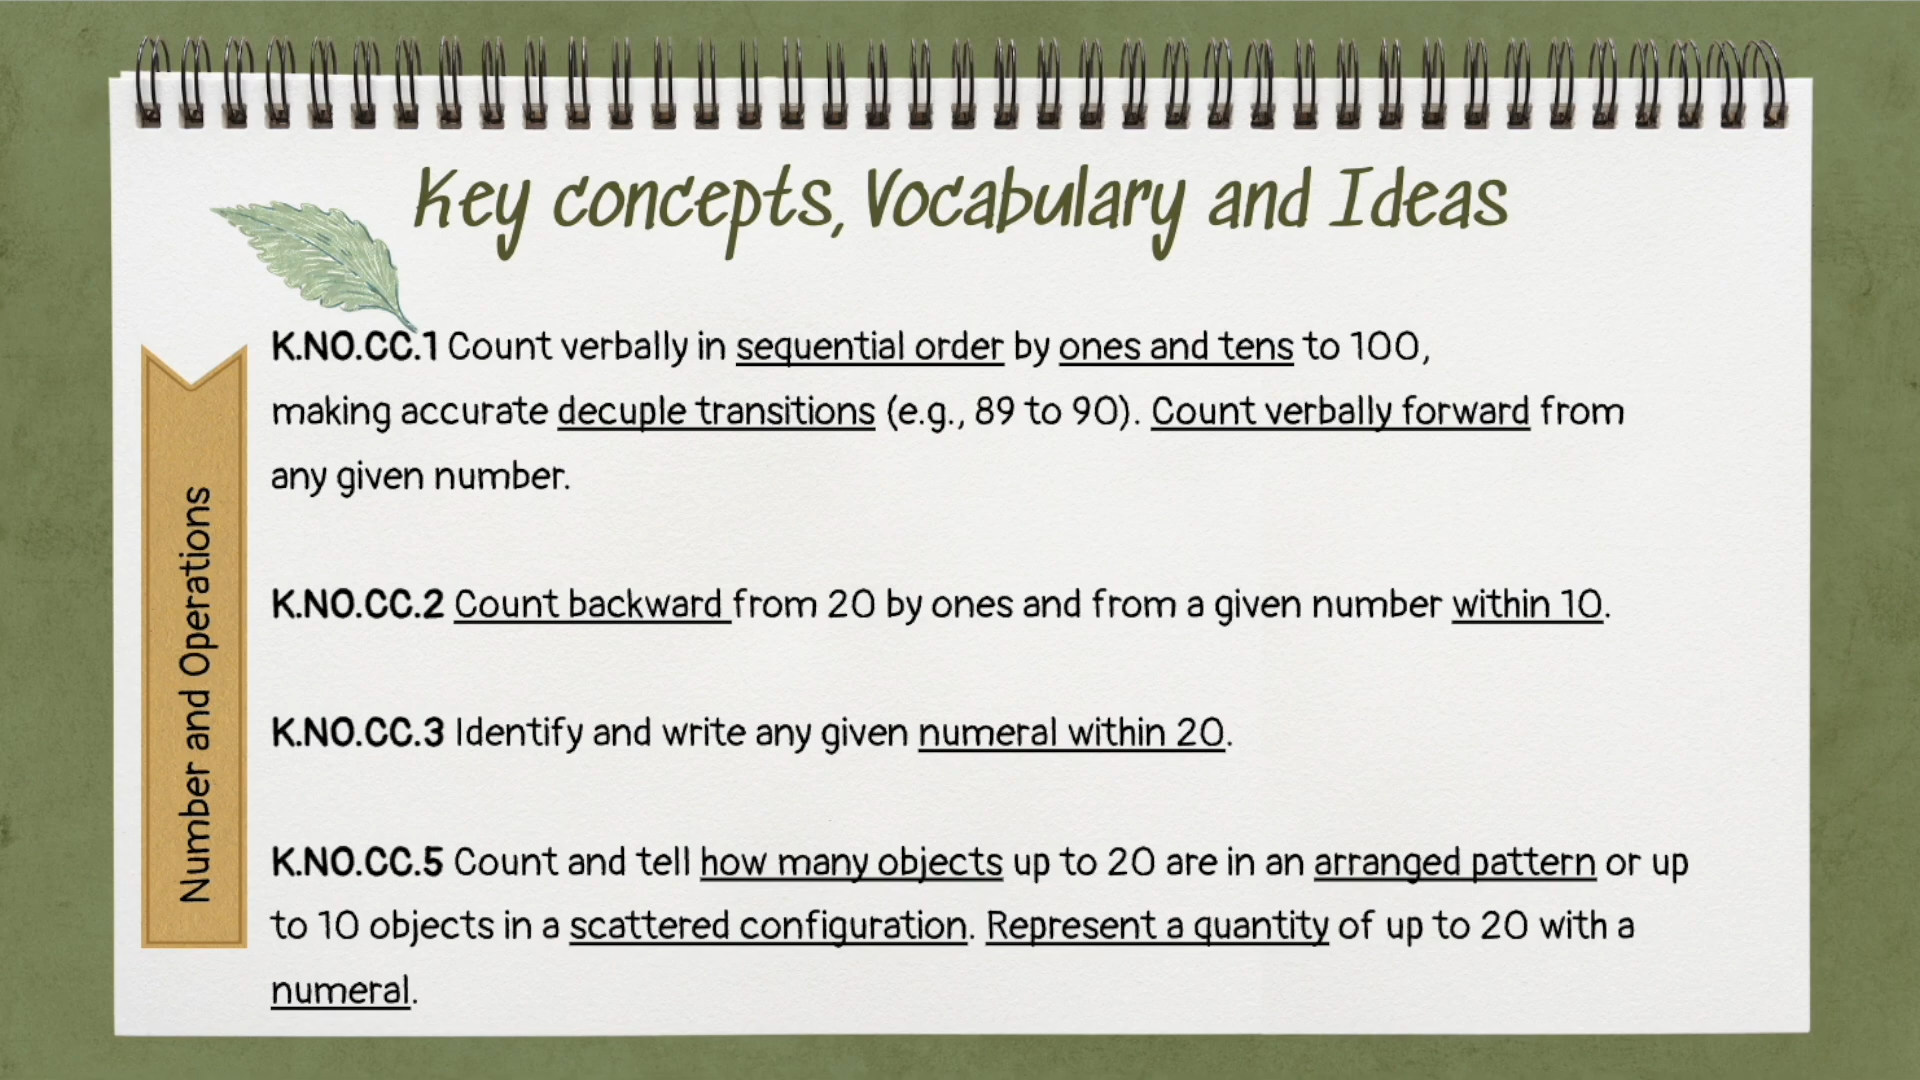 Key concepts, Vocabulary and Ideas
K.NO.CC.1 Count verbally in sequential order by ones and tens to 100,
making accurate decuple transitions (e.g., 89 to 90). Count verbally forward from
any given number.
K.NO.CC.2 Count backward from 20 by ones and from a given number within 10.
K.NO.CC.3 Identify and write any given numeral within 20.
K.NO.CC.5 Count and tell how many objects up to 20 are in an arranged pattern or up
to 10 objects in a scattered configuration. Represent a quantity of up to 20 with a
numeral.
Number and Operations